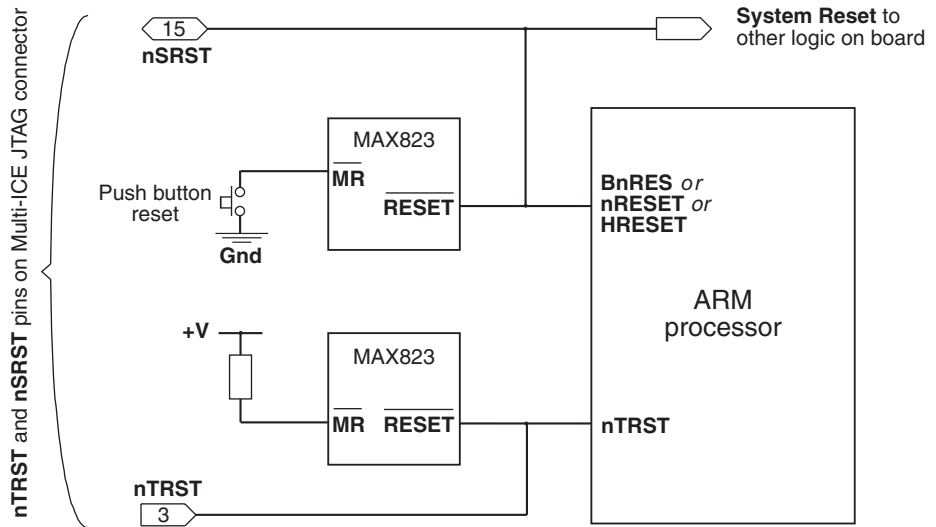 nTRST and nSRST pins on Multi-ICE JTAG connector
15
nSRST
System Reset to
other logic on board
MAX823
MR
RESET
Push button
reset
Gnd
BnRES or
nRESET or
HRESET
ARM
processor
+V
MAX823
MR RESET
nTRST
nTRST
3